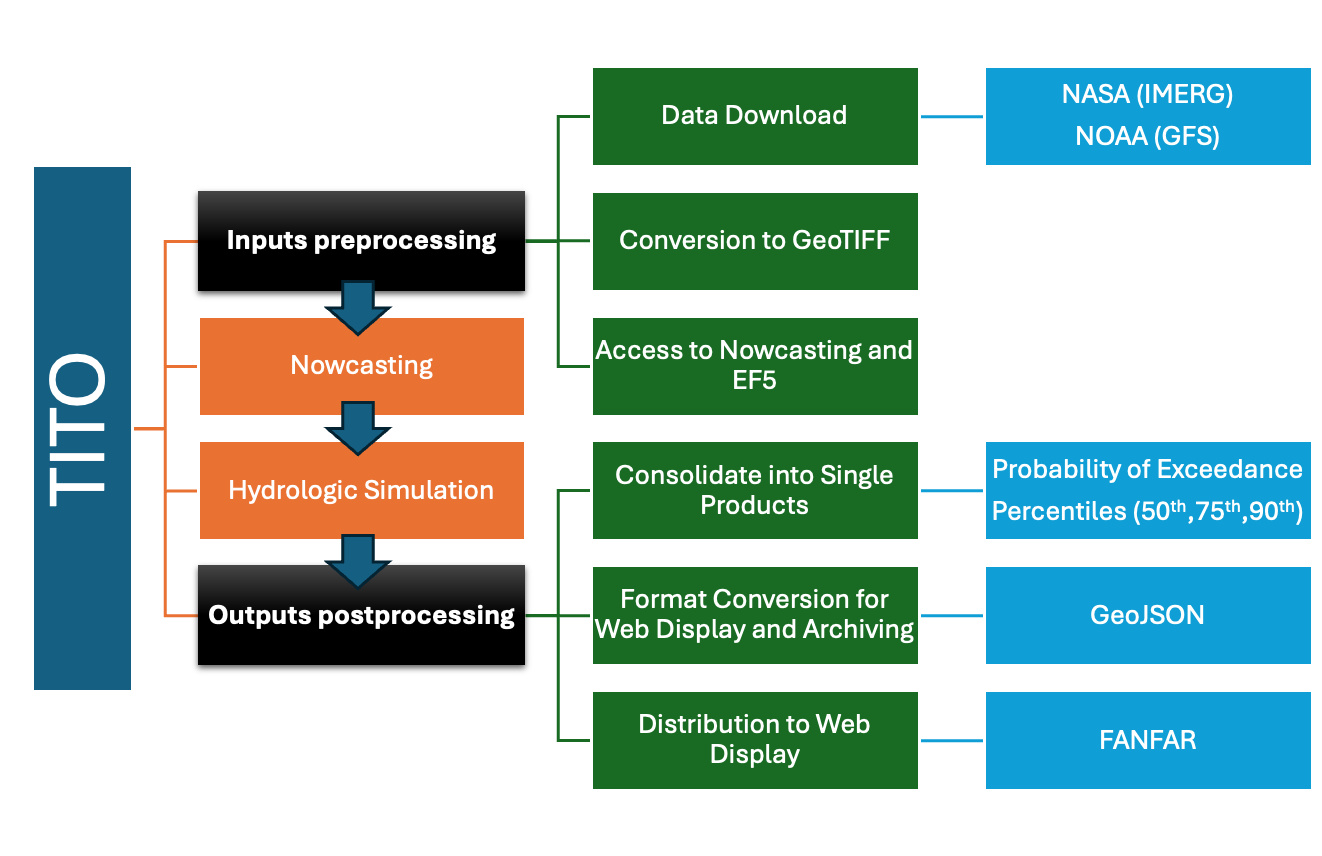 TITO
Inputs preprocessing
Nowcasting
Hydrologic Simulation
Outputs postprocessing
Data Download
Conversion to GeoTIFF
Access to Nowcasting and
EF5
Consolidate into Single
Products
Format Conversion for
Web Display and Archiving
Distribution to Web
Display
NASA (IMERG)
NOAA (GFS)
Probability of Exceedance
Percentiles (50th,75th,90th)
GeoJSON
FANFAR